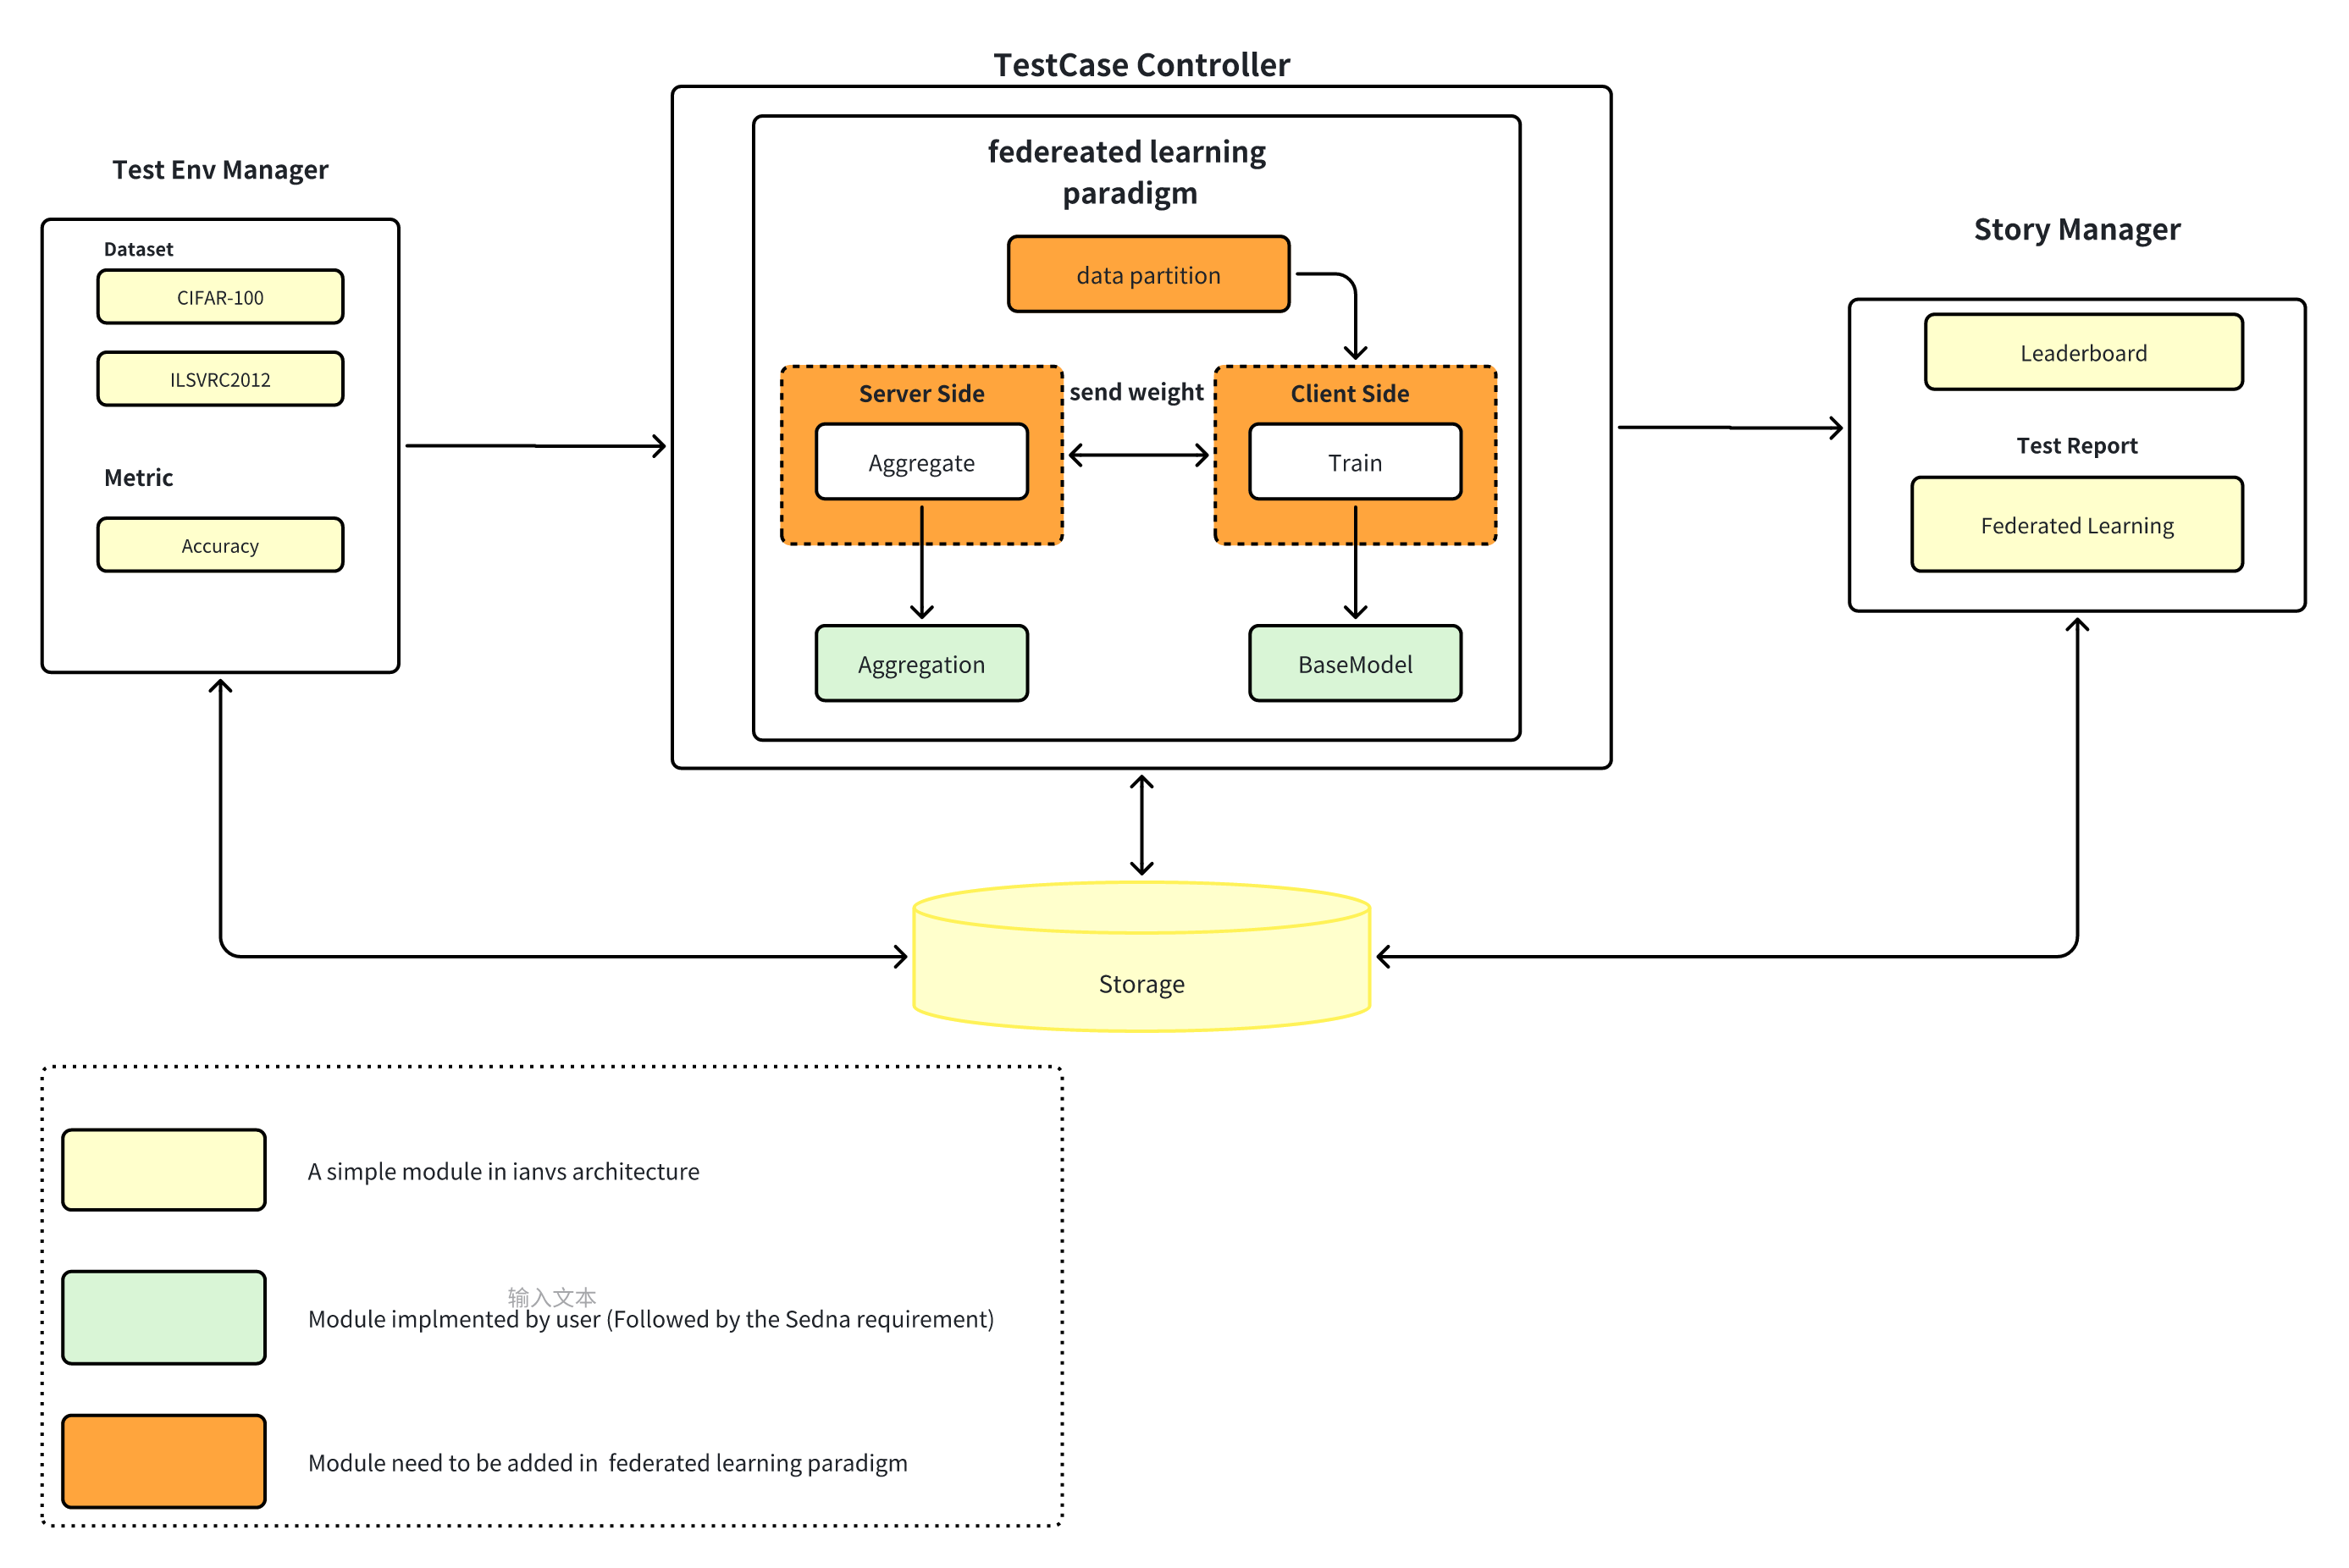 TestCase Controller
Test Env Manager
Dataset
CIFAR-100
ILSVRC2012
Metric
Accuracy
federeated learning
paradigm
data partition
Server Side
Aggregate
send weight
Client Side
Train
Aggregation
BaseModel
Story Manager
Leaderboard
Test Report
Federated Learning
Storage
A simple module in ianvs architecture
输入文本
Module implmented by user (Followed by the Sedna requirement)
Module need to be added in  federated learning paradigm